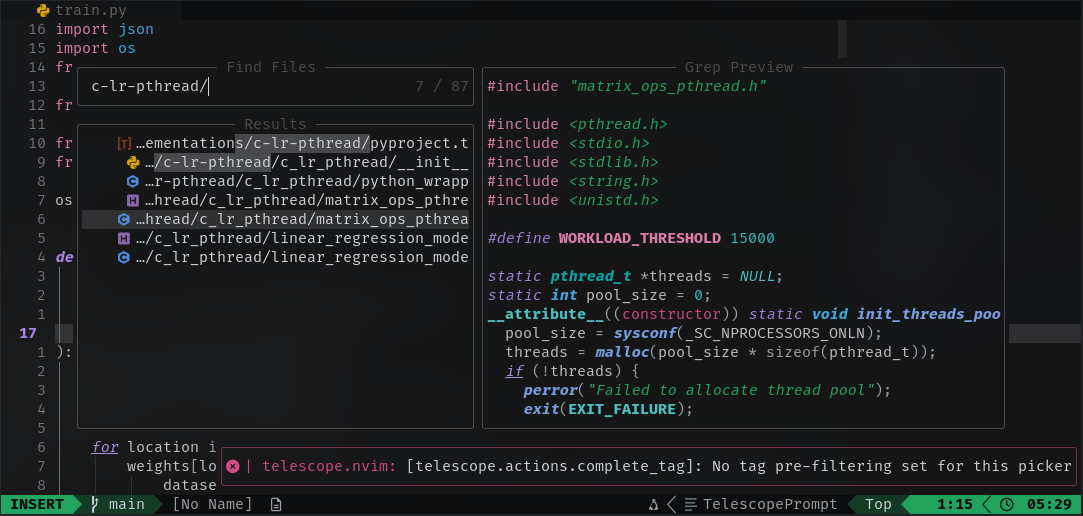 train.py
16 import json
15 import os
14 fr
13
12 fr
11
10 fr
9 fr
8
7 os
6
5
4 de
3
2
1
17
1 ):
2
3
4
5
6 for location i
7 weights[lo
8 datase
Find Files
c-lr-pthread/ 7 / 87
Results
[T] …ementations/c-lr-pthread/pyproject.t
…/c-lr-pthread/c_lr_pthread/__init__
C …r-pthread/c_lr_pthread/python_wrapp
H …hread/c_lr_pthread/matrix_ops_pthre
C …hread/c_lr_pthread/matrix_ops_pthrea
H …/c_lr_pthread/linear_regression_mode
C …/c_lr_pthread/linear_regression_mode
Grep Preview
#include "matrix_ops_pthread.h"
#include <pthread.h>
#include <stdio.h>
#include <stdlib.h>
#include <string.h>
#include <unistd.h>
#define WORKLOAD_THRESHOLD 15000
static pthread_t *threads = NULL;
static int pool_size = 0;
__attribute__((constructor)) static void init_threads_poo
pool_size = sysconf(_SC_NPROCESSORS_ONLN);
threads = malloc(pool_size * sizeof(pthread_t));
if (!threads) {
perror("Failed to allocate thread pool");
exit(EXIT_FAILURE);
| telescope.nvim: [telescope.actions.complete_tag]: No tag pre-filtering set for this picker
INSERT main [No Name] TelescopePrompt Top 1:15 05:29